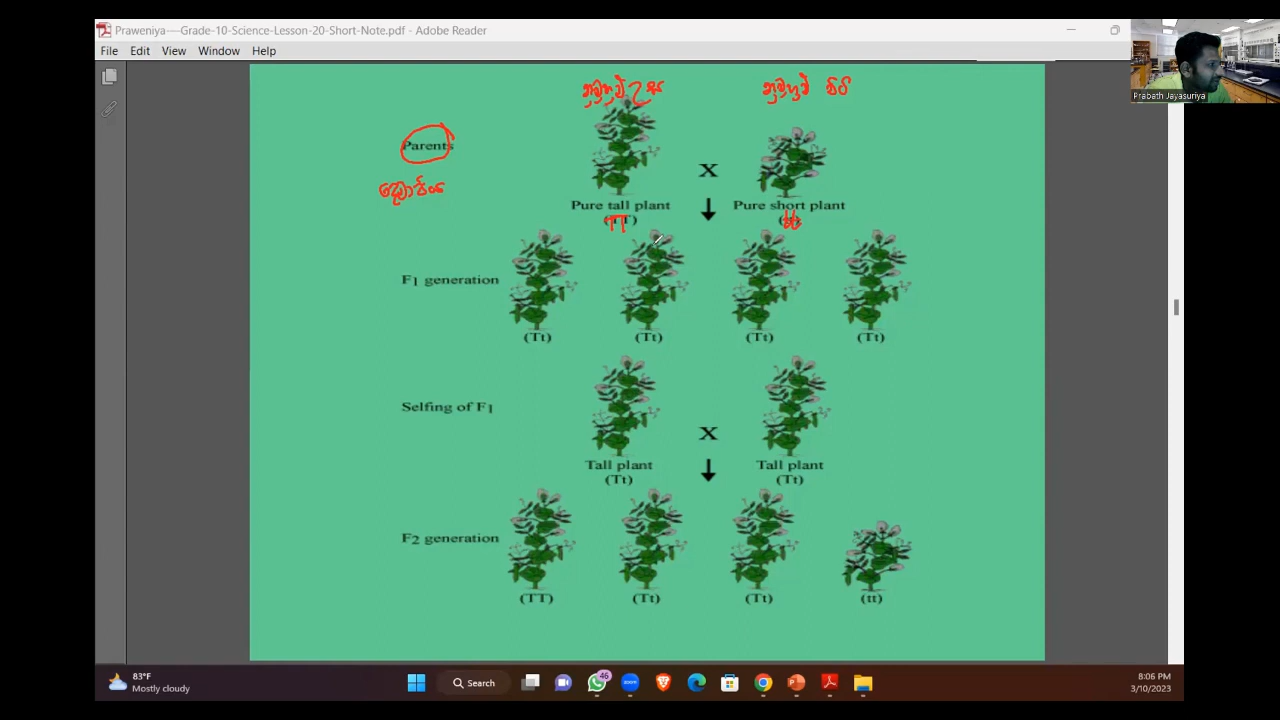 Praweniya----Grade-10-Science-Lesson-20-Short-Note.pdf - Adobe Reader
File Edit View Window Help
Prabath Jayasuriya
Parents
X
Pure tall plant
Pure short plant
TT
tt
F1 generation
(Tt) (Tt) (Tt) (Tt)
Selfing of F1
X
Tall plant
(Tt)
Tall plant
(Tt)
F2 generation
(TT) (Tt) (Tt) (tt)
83°F
Mostly cloudy
Search
46
zoom
8:06 PM
3/10/2023